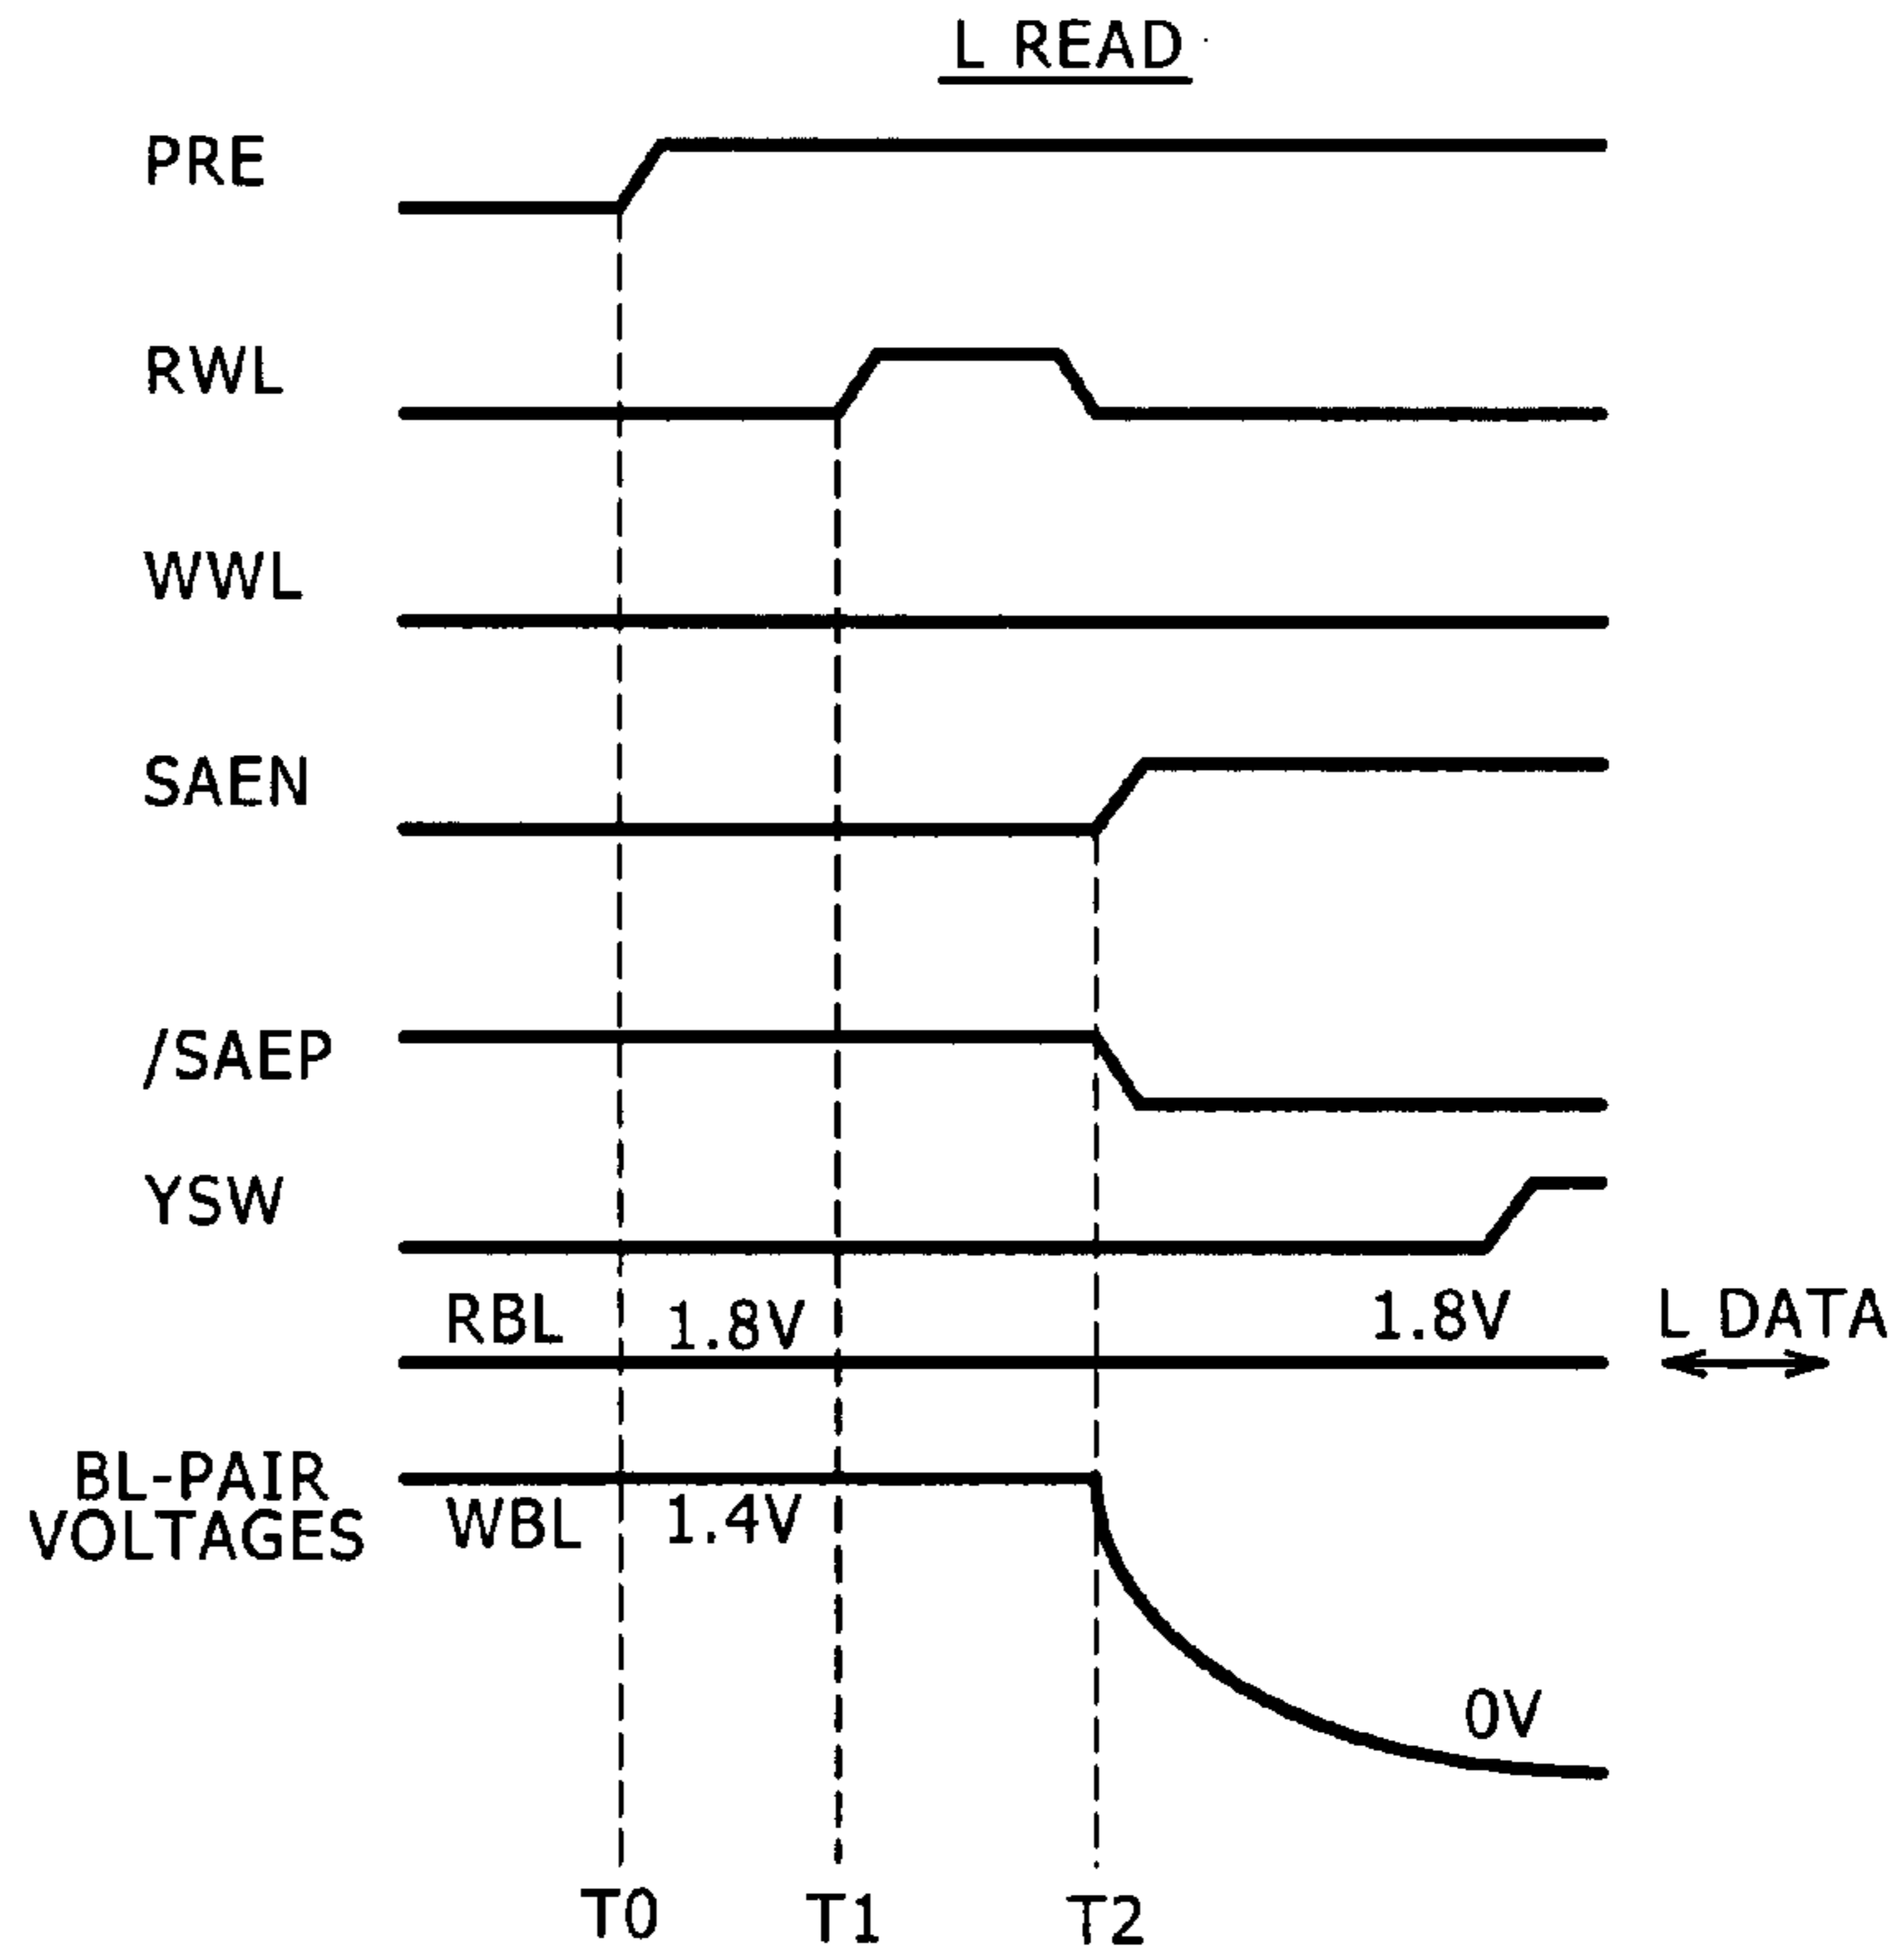 L READ
PRE
RWL
WWL
SAEN
/SAEP
YSW
RBL 1.8V 1.8V L DATA
BL-PAIR
VOLTAGES
WBL 1.4V
0V
T0 T1 T2